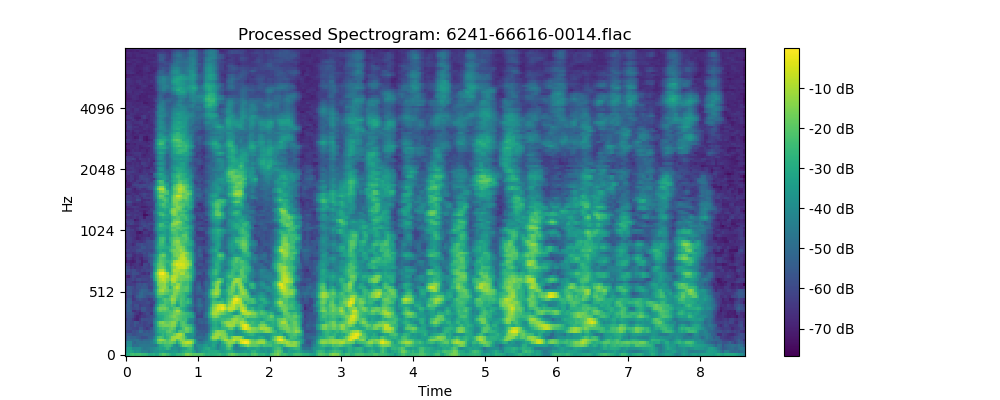 Processed Spectrogram: 6241-66616-0014.flac
Hz
4096
2048
1024
512
0
0 1 2 3 4 5 6 7 8
Time
-10 dB
-20 dB
-30 dB
-40 dB
-50 dB
-60 dB
-70 dB